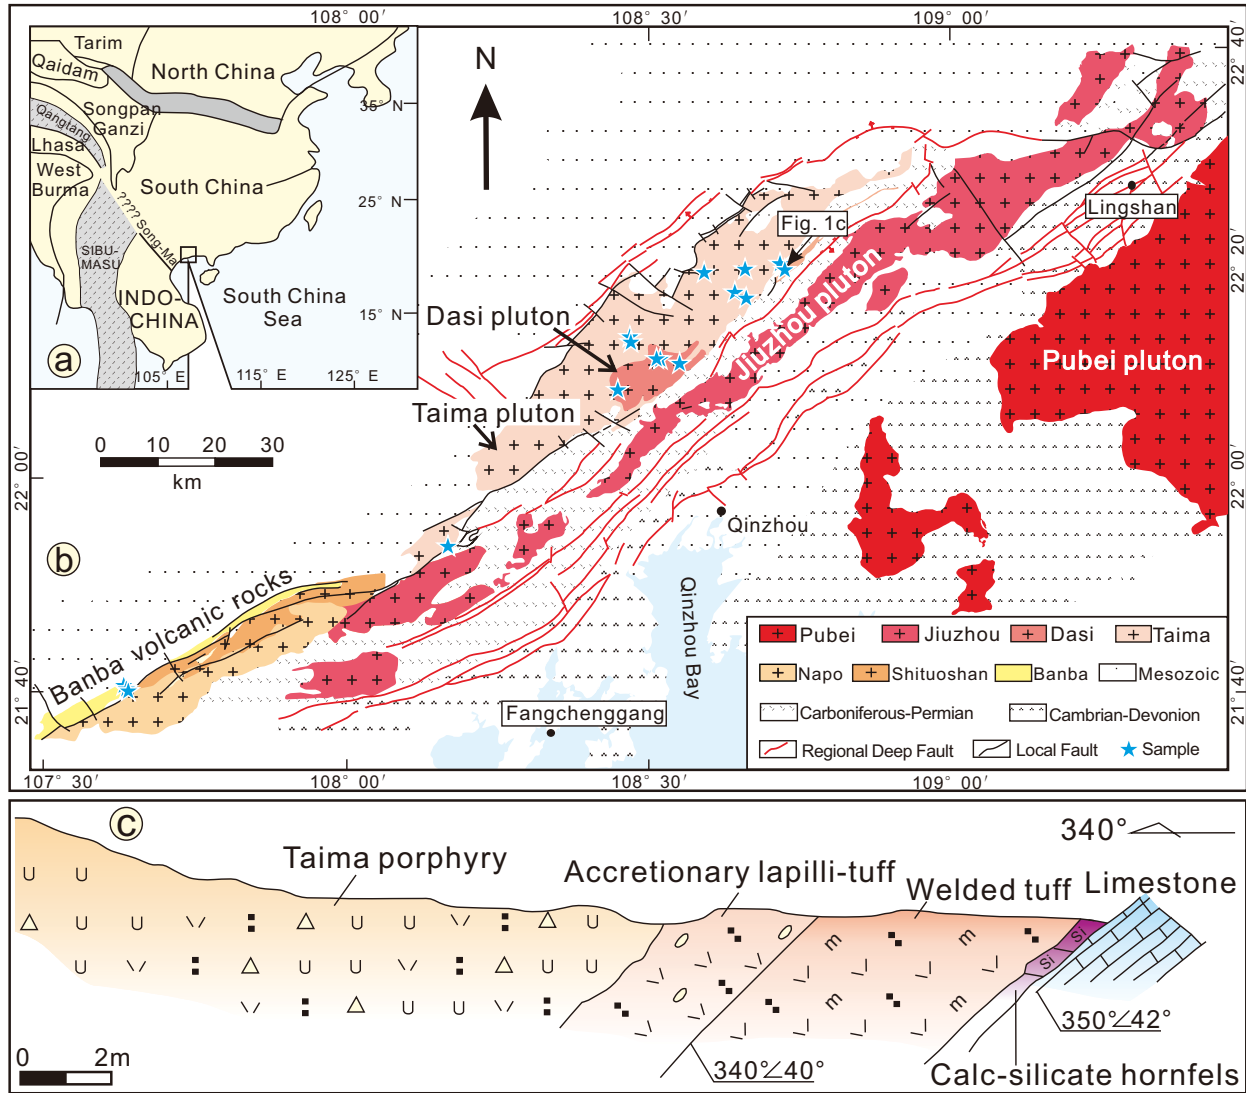 108° 00′
108° 30′
109° 00′
22° 40′
Tarim
Qaidam
North China
35° N
Songpan
Ganzi
Qangtang
Lhasa
West
Burma
South China
25° N
????
Song-Ma
SIBU-
MASU
INDO-
CHINA
South China
Sea
15° N
a
105° E
115° E
125° E
N
Fig. 1c
Lingshan
22° 20′
Dasi pluton
Jiuzhou pluton
Pubei pluton
Taima pluton
0 10 20 30
km
22° 00′
22° 00′
Qinzhou
b
Banba volcanic rocks
Qinzhou Bay
21° 40′
21° 40′
Fangchenggang
Pubei
Jiuzhou
Dasi
Taima
Napo
Shituoshan
Banba
Mesozoic
Carboniferous-Permian
Cambrian-Devonion
Regional Deep Fault
Local Fault
Sample
107° 30′
108° 00′
108° 30′
109° 00′
c
340°
Taima porphyry
Accretionary lapilli-tuff
Welded tuff
Limestone
m
m
m
m
Si
Si
350°∠42°
340°∠40°
0 2m
Calc-silicate hornfels